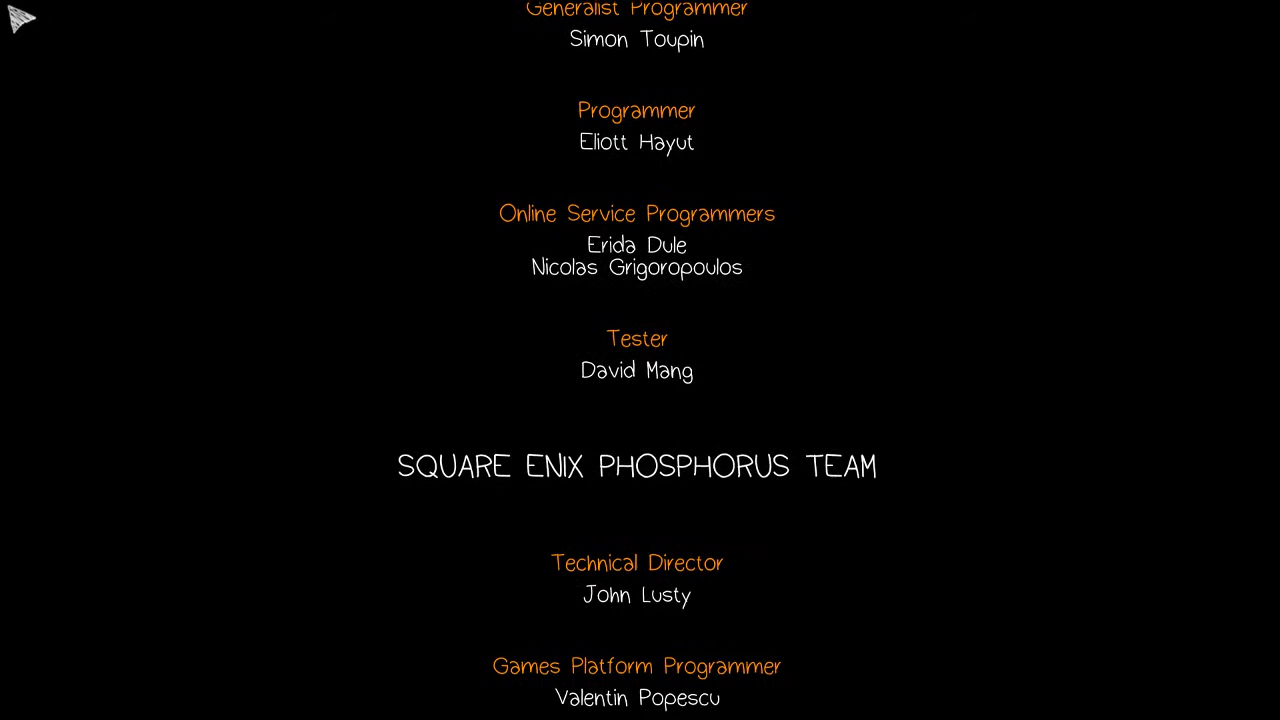 Generalist Programmer
Simon Toupin
Programmer
Eliott Hayut
Online Service Programmers
Erida Dule
Nicolas Grigoropoulos
Tester
David Mang
SQUARE ENIX PHOSPHORUS TEAM
Technical Director
John Lusty
Games Platform Programmer
Valentin Popescu